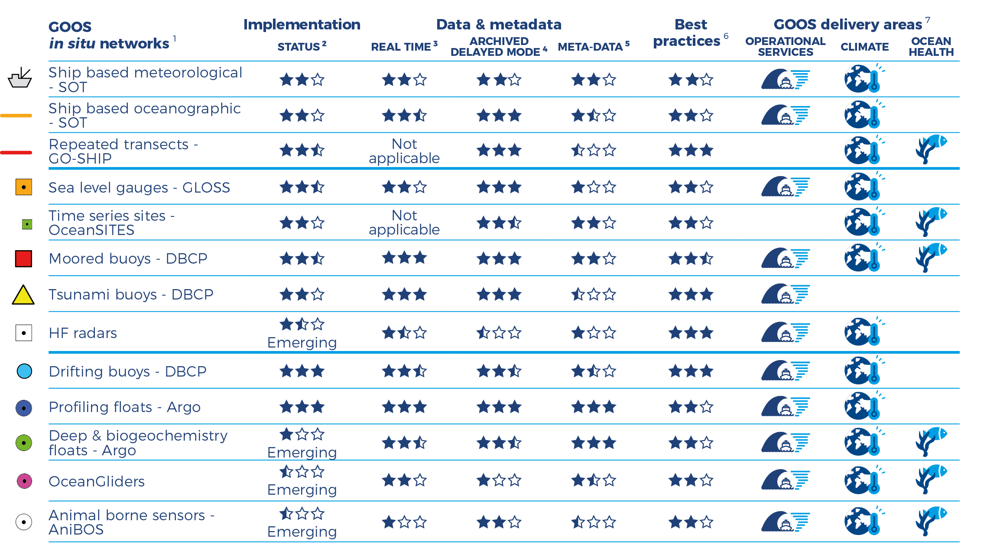 GOOS
in situ networks 1
Implementation
STATUS 2
Data & metadata
REAL TIME 3
ARCHIVED
DELAYED MODE 4
META-DATA 5
Best
practices 6
GOOS delivery areas 7
OPERATIONAL
SERVICES
CLIMATE
OCEAN
HEALTH
Ship based meteorological
- SOT
Ship based oceanographic
- SOT
Repeated transects -
GO-SHIP
Not
applicable
Sea level gauges - GLOSS
Time series sites -
OceanSITES
Not
applicable
Moored buoys - DBCP
Tsunami buoys - DBCP
HF radars
Emerging
Drifting buoys - DBCP
Profiling floats - Argo
Deep & biogeochemistry
floats - Argo
Emerging
OceanGliders
Emerging
Animal borne sensors -
AniBOS
Emerging